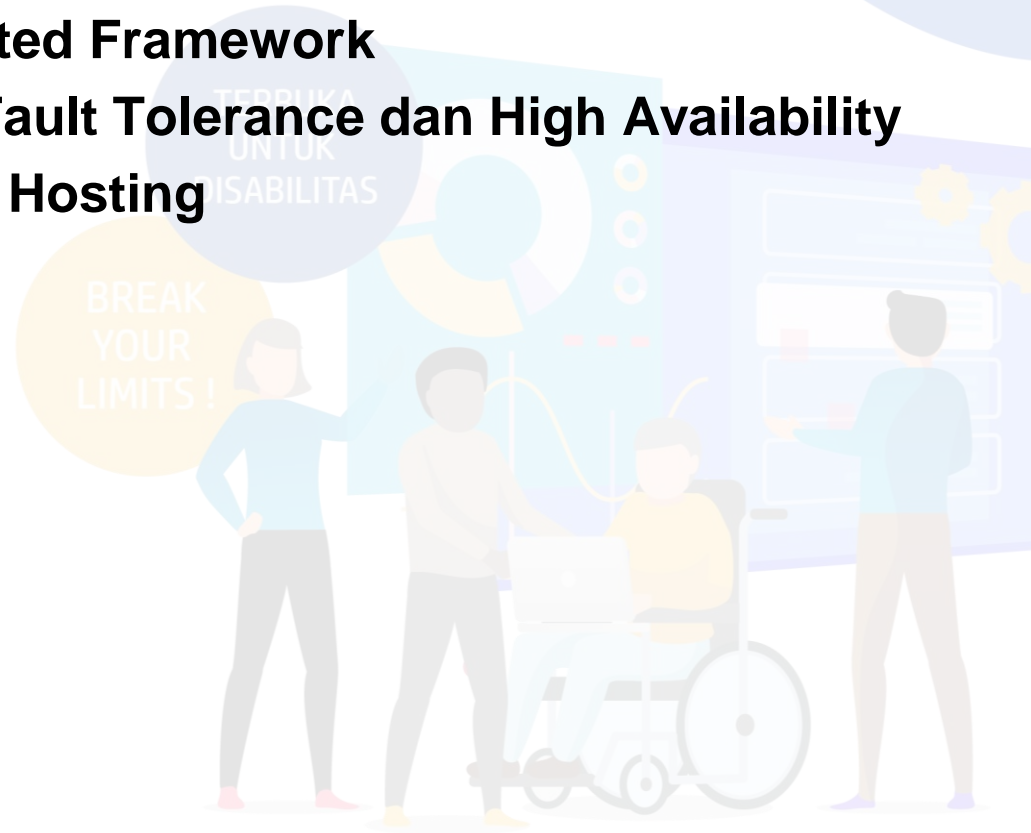 ted Framework
Fault Tolerance dan High Availability
Hosting
TERBUKA
UNTUK
DISABILITAS
BREAK
YOUR
LIMITS !